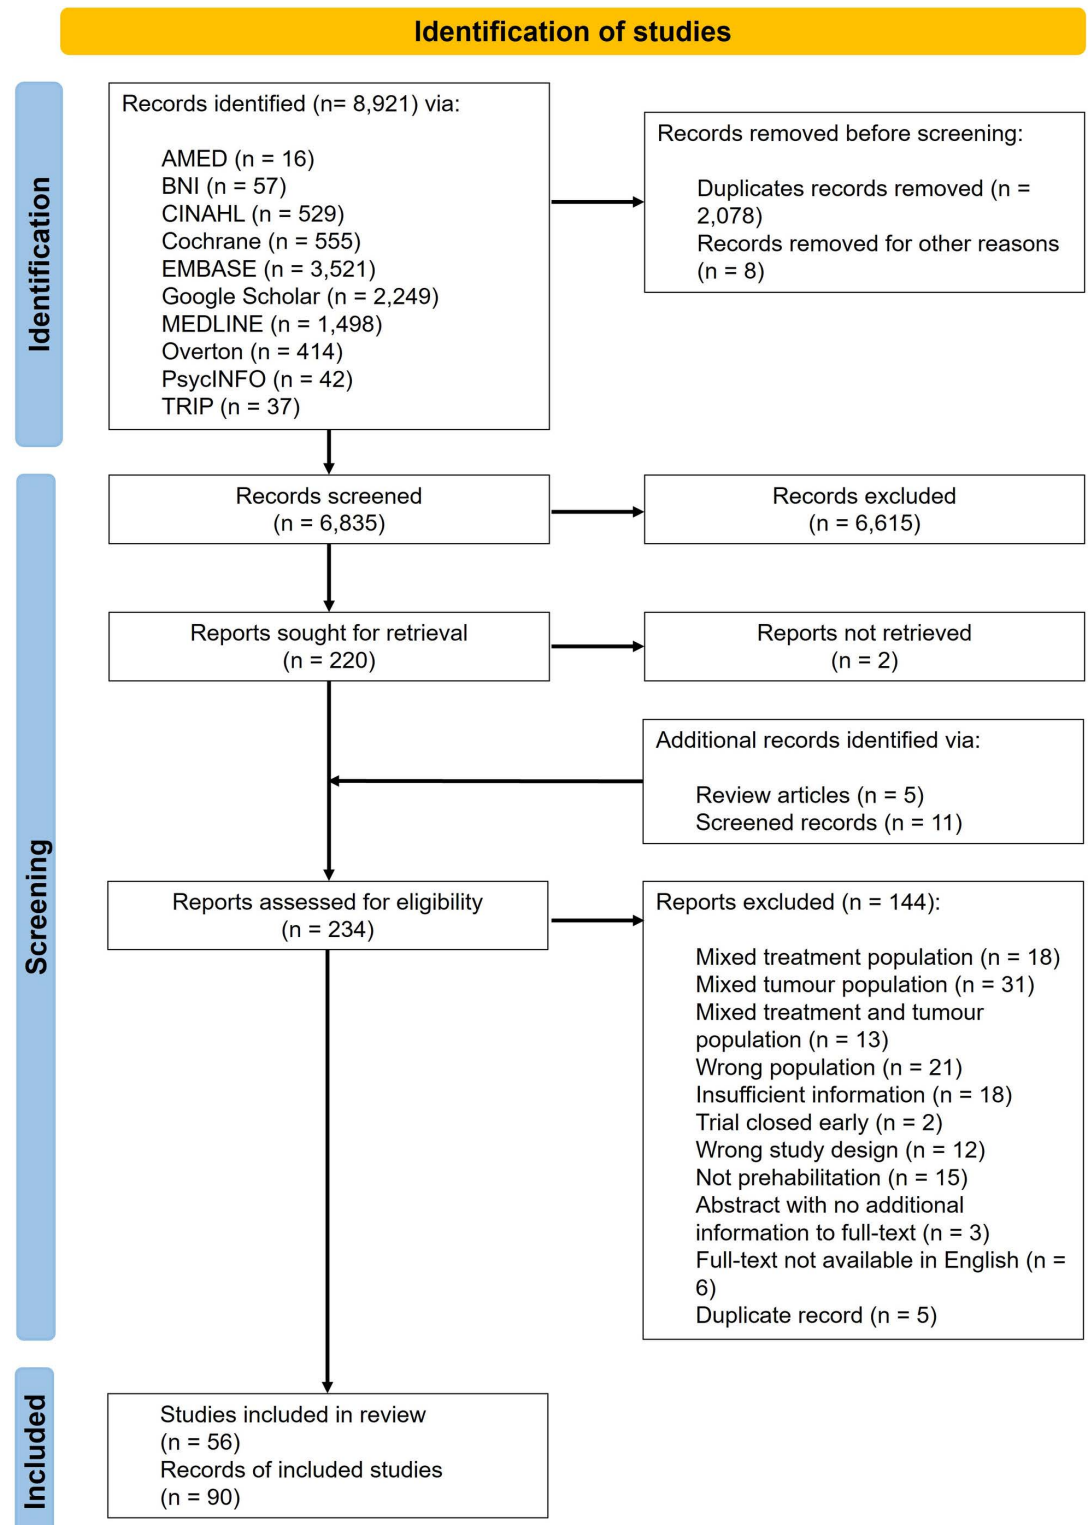 Identification of studies
Identification
Records identified (n= 8,921) via:
AMED (n = 16)
BNI (n = 57)
CINAHL (n = 529)
Cochrane (n = 555)
EMBASE (n = 3,521)
Google Scholar (n = 2,249)
MEDLINE (n = 1,498)
Overton (n = 414)
PsycINFO (n = 42)
TRIP (n = 37)
Records removed before screening:
Duplicates records removed (n =
2,078)
Records removed for other reasons
(n = 8)
Screening
Records screened
(n = 6,835)
Records excluded
(n = 6,615)
Reports sought for retrieval
(n = 220)
Reports not retrieved
(n = 2)
Additional records identified via:
Review articles (n = 5)
Screened records (n = 11)
Reports assessed for eligibility
(n = 234)
Reports excluded (n = 144):
Mixed treatment population (n = 18)
Mixed tumour population (n = 31)
Mixed treatment and tumour
population (n = 13)
Wrong population (n = 21)
Insufficient information (n = 18)
Trial closed early (n = 2)
Wrong study design (n = 12)
Not prehabilitation (n = 15)
Abstract with no additional
information to full-text (n = 3)
Full-text not available in English (n =
6)
Duplicate record (n = 5)
Included
Studies included in review
(n = 56)
Records of included studies
(n = 90)